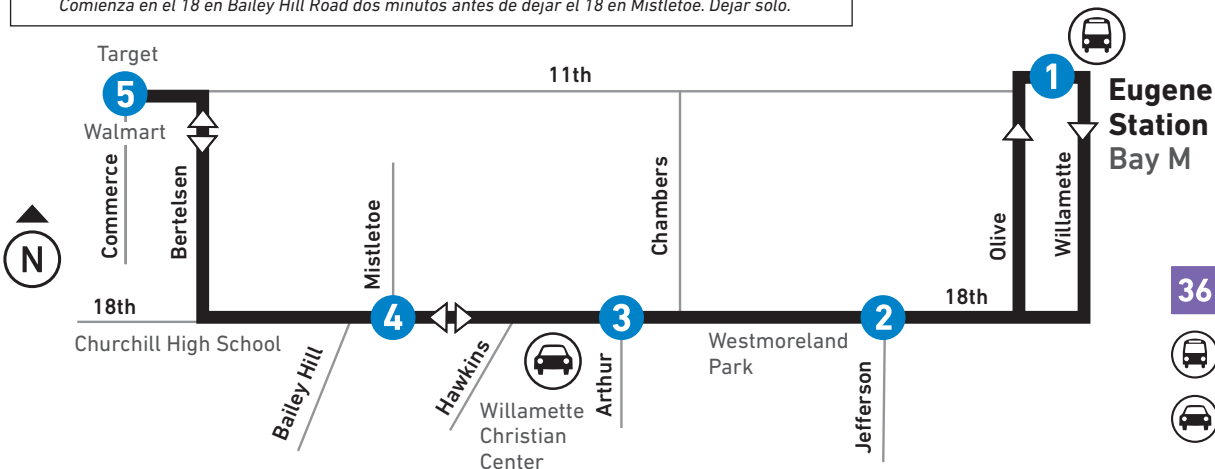 Comienza en el 18 en Bailey Hill Road dos minutos antes de dejar el 18 en Mistletoe. Dejar solo.
Target
5
Walmart
Commerce
Bertelsen
11th
1
Eugene
Station
Bay M
Mistletoe
Chambers
Olive
Willamette
N
18th
4
3
2
18th
36
Churchill High School
Bailey Hill
Hawkins
Willamette
Christian
Center
Arthur
Westmoreland
Park
Jefferson